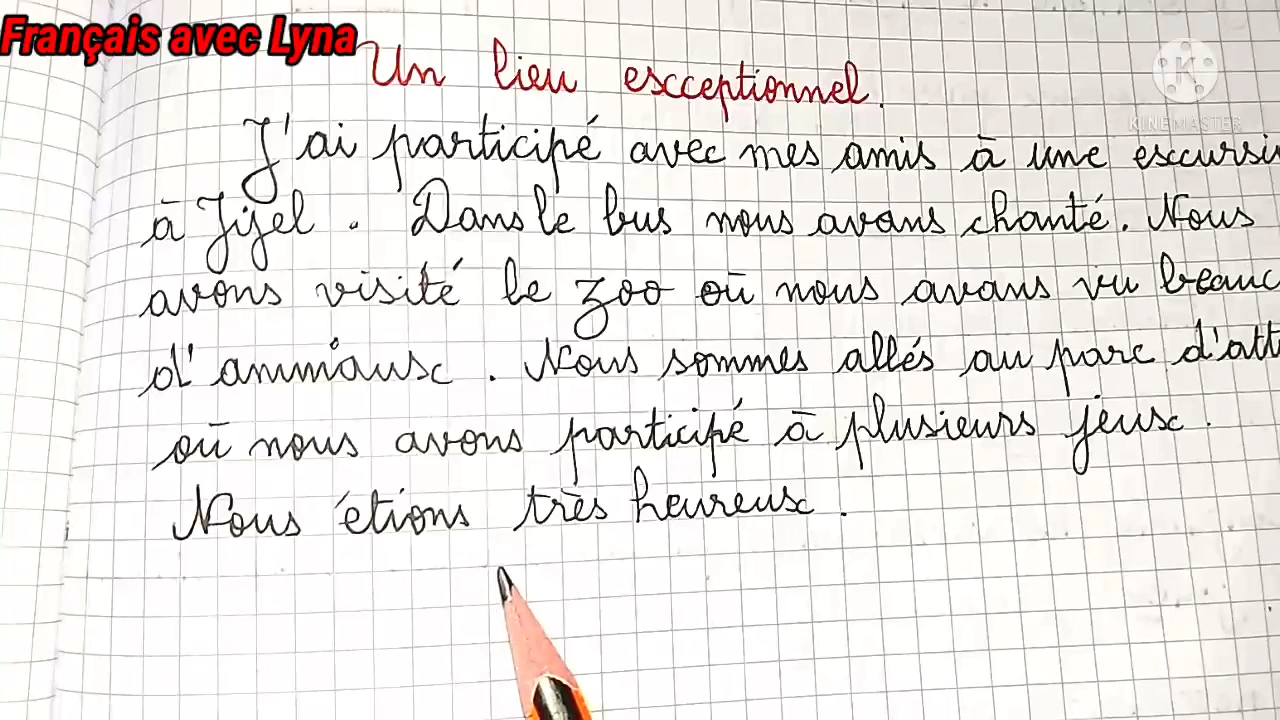 Français avec Lyna
Un lieu exceptionnel.
KINEMASTER
J'ai participé avec mes amis à une excursi
à Jijel. Dans le bus nous avons chanté. Nous
avons visité le zoo où nous avons vu beauc
d'animiaux. Nous sommes allés au parc d'att
où nous avons participé à plusieurs jeux.
Nous étions très heureux.